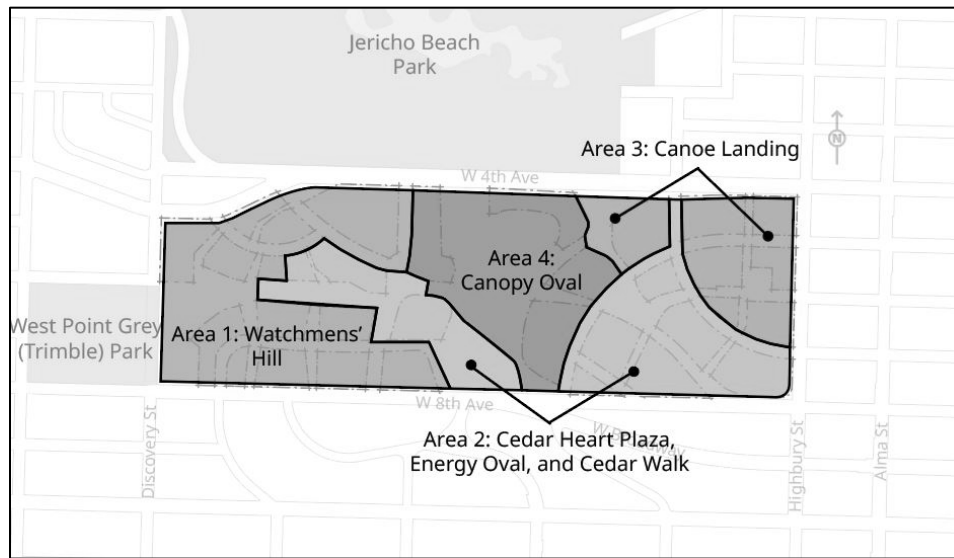 Jericho Beach
Park
N
Area 3: Canoe Landing
W 4th Ave
Area 4:
Canopy Oval
West Point Grey
(Trimble) Park
Area 1: Watchmens’
Hill
W 8th Ave
W Broadway
Area 2: Cedar Heart Plaza,
Energy Oval, and Cedar Walk
Discovery St
Highbury St
Alma St